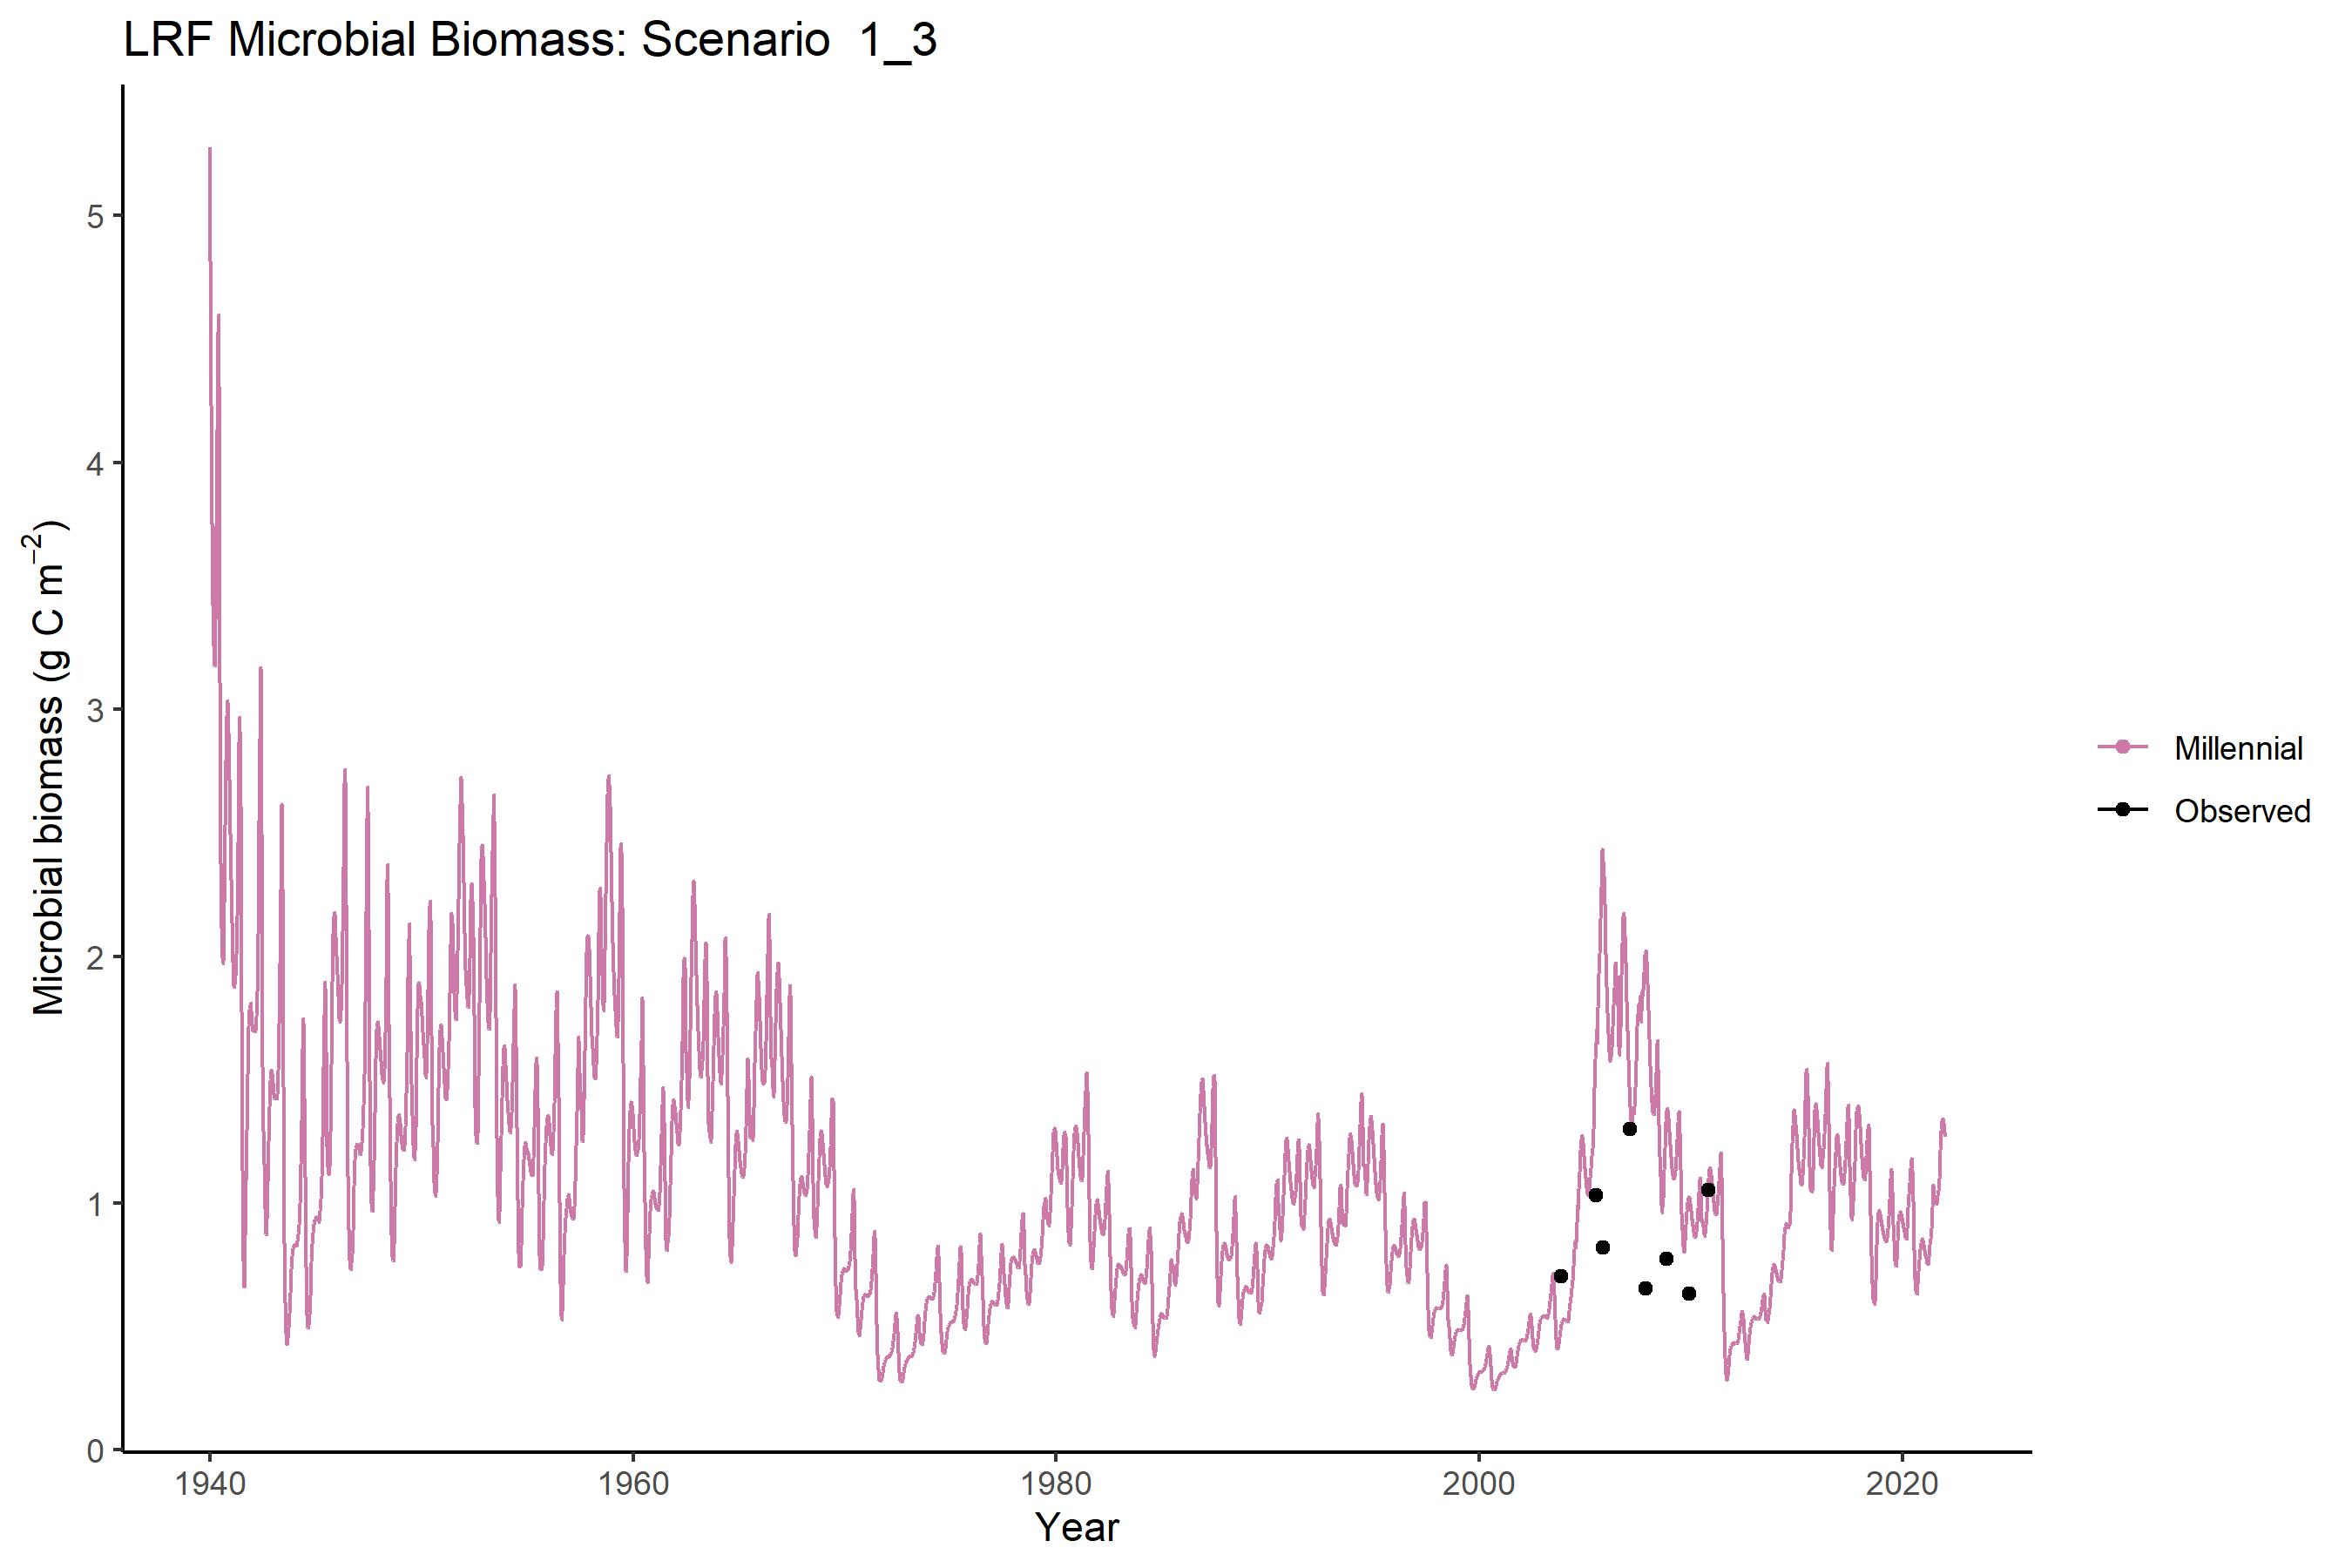 LRF Microbial Biomass: Scenario  1_3
Microbial biomass (g C m⁻²)
5
4
3
2
1
0
1940 1960 1980 2000 2020
Year
Millennial
Observed